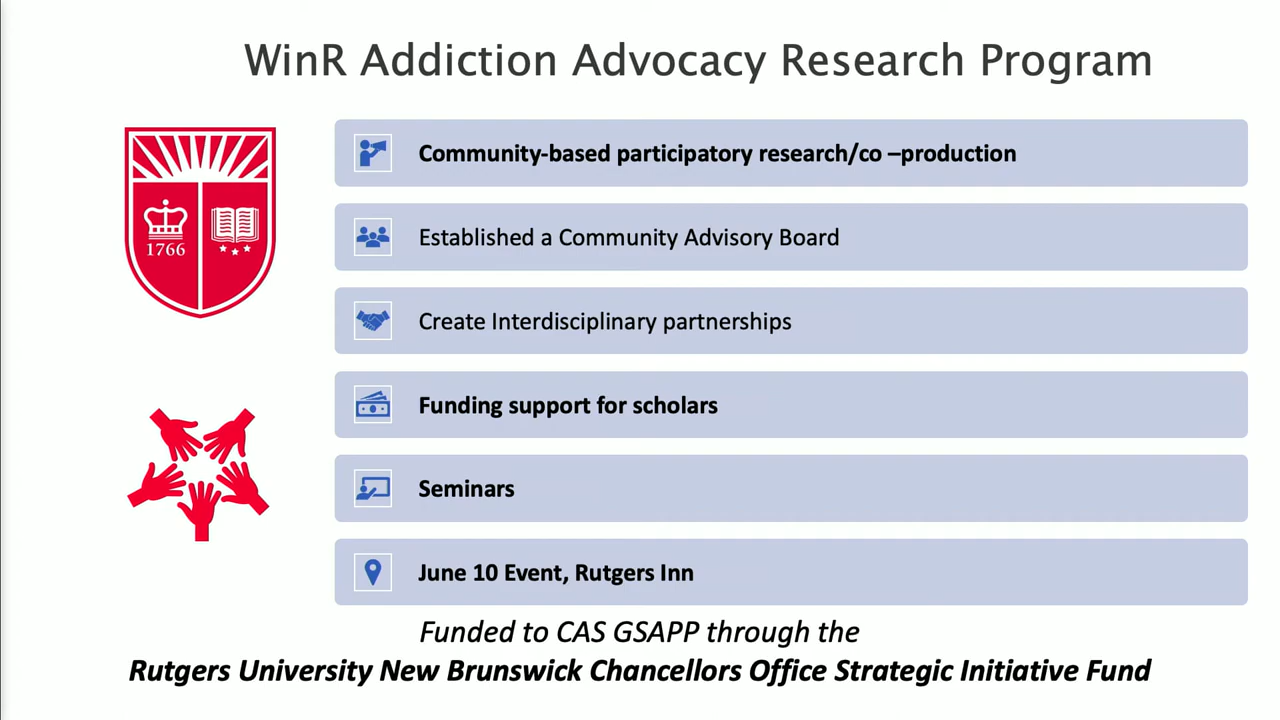 WinR Addiction Advocacy Research Program
1766
Community-based participatory research/co –production
Established a Community Advisory Board
Create Interdisciplinary partnerships
Funding support for scholars
Seminars
June 10 Event, Rutgers Inn
Funded to CAS GSAPP through the
Rutgers University New Brunswick Chancellors Office Strategic Initiative Fund